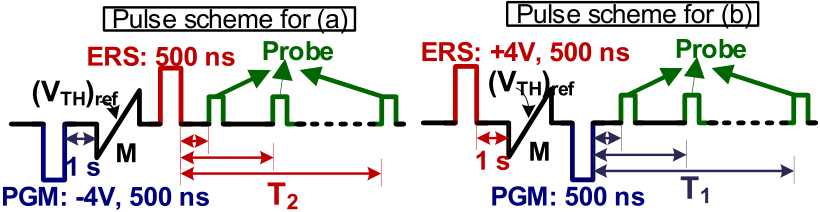 Pulse scheme for (a)
ERS: 500 ns
Probe
(VTH)ref
M
1 s
PGM: -4V, 500 ns
T2
Pulse scheme for (b)
ERS: +4V, 500 ns
Probe
(VTH)ref
M
1 s
PGM: 500 ns
T1